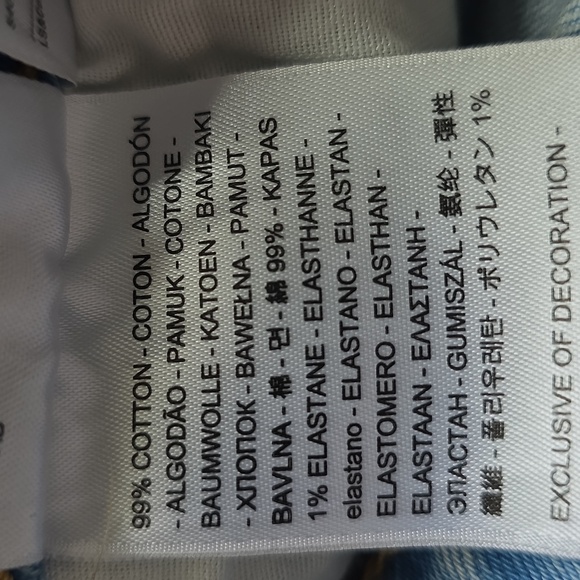 99% COTTON - COTON - ALGODÓN
- ALGODÃO - PAMUK - COTONE -
BAUMWOLLE - KATOEN - BAMBAKI
- ХЛОПОК - BAWEŁNA - PAMUT -
BAVLNA - 棉 - 면 - 綿 99% - KAPAS
1% ELASTANE - ELASTHANNE -
elastano - ELASTANO - ELASTAN -
ELASTOMERO - ELASTHAN -
ELASTAAN - ΕΛΑΣΤΑΝΗ -
ЭЛАСТАН - GUMISZÁL - 氨纶 - 彈性
纖維 - 폴리우레탄 - ポリウレタン 1%
EXCLUSIVE OF DECORATION -